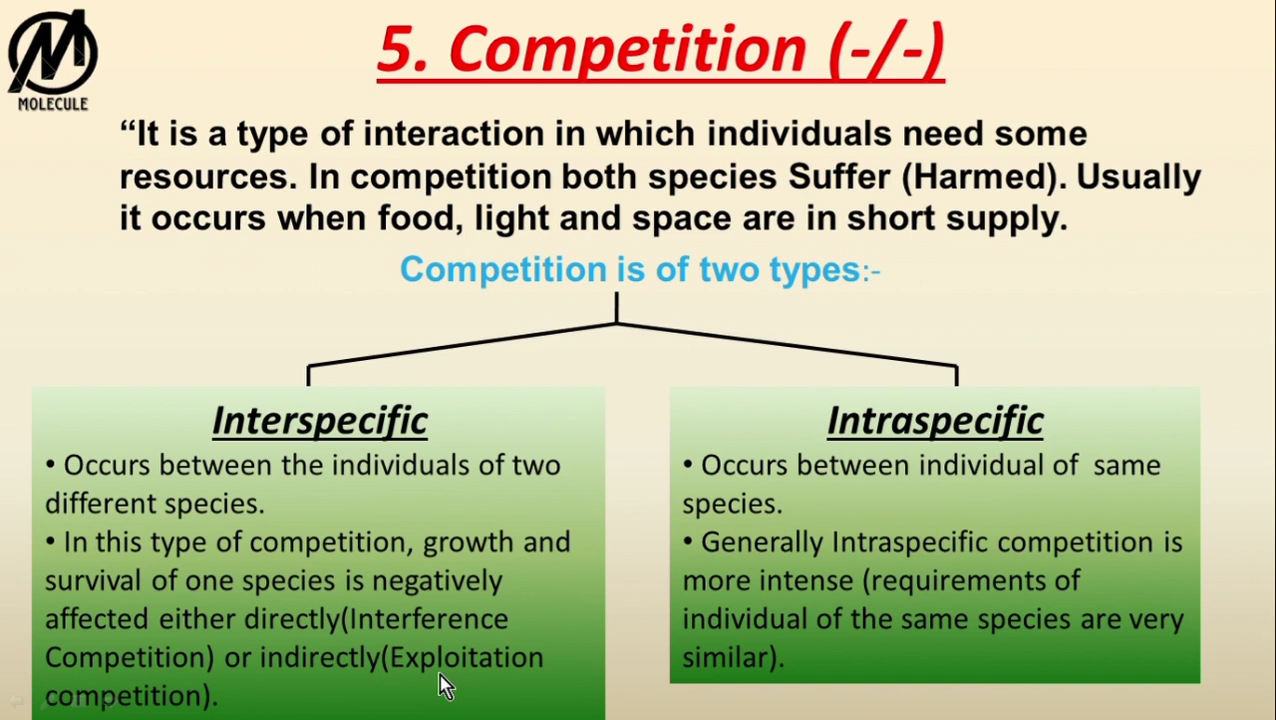 M
MOLECULE
5. Competition (-/-)
“It is a type of interaction in which individuals need some
resources. In competition both species Suffer (Harmed). Usually
it occurs when food, light and space are in short supply.
Competition is of two types:-
Interspecific
• Occurs between the individuals of two
different species.
• In this type of competition, growth and
survival of one species is negatively
affected either directly(Interference
Competition) or indirectly(Exploitation
competition).
Intraspecific
• Occurs between individual of  same
species.
• Generally Intraspecific competition is
more intense (requirements of
individual of the same species are very
similar).